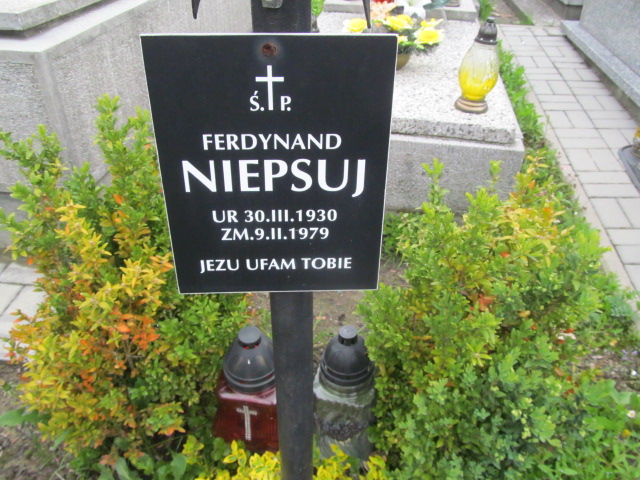 Ś. P.
FERDYNAND
NIEPSUJ
UR 30.III.1930
ZM.9.II.1979
JEZU UFAM TOBIE